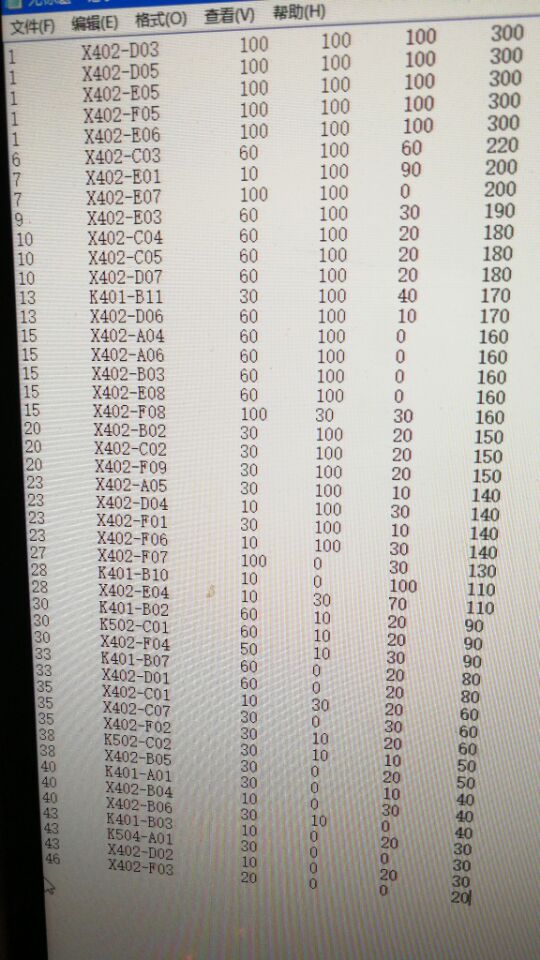 文件(F) 编辑(E) 格式(O) 查看(V) 帮助(H)
1 X402-D03 100 100 100 300
1 X402-D05 100 100 100 300
1 X402-E05 100 100 100 300
1 X402-F05 100 100 100 300
1 X402-E06 100 100 100 300
6 X402-C03 60 100 60 220
7 X402-E01 10 100 90 200
7 X402-E07 100 100 0 200
9 X402-E03 60 100 30 190
10 X402-C04 60 100 20 180
10 X402-C05 60 100 20 180
10 X402-D07 60 100 20 180
13 K401-B11 30 100 40 170
13 X402-D06 60 100 10 170
15 X402-A04 60 100 0 160
15 X402-A06 60 100 0 160
15 X402-B03 60 100 0 160
15 X402-E08 60 100 0 160
15 X402-F08 100 30 30 160
20 X402-B02 30 100 20 150
20 X402-C02 30 100 20 150
20 X402-F09 30 100 20 150
23 X402-A05 30 100 10 140
23 X402-D04 10 100 30 140
23 X402-F01 30 100 10 140
23 X402-F06 10 100 30 140
27 X402-F07 100 0 30 130
28 K401-B10 10 0 100 110
28 X402-E04 10 30 70 110
30 K401-B02 60 10 20 90
30 K502-C01 60 10 20 90
30 X402-F04 50 10 30 90
33 K401-B07 60 0 20 80
33 X402-D01 60 0 20 80
35 X402-C01 10 30 20 60
35 X402-C07 30 0 30 60
35 X402-F02 30 10 20 60
38 K502-C02 30 10 10 50
38 X402-B05 30 0 20 50
40 K401-A01 30 0 10 40
40 X402-B04 10 0 30 40
40 X402-B06 30 10 0 40
43 K401-B03 10 0 20 30
43 K504-A01 30 0 0 30
43 X402-D02 10 0 20 30
46 X402-F03 20 0 0 20